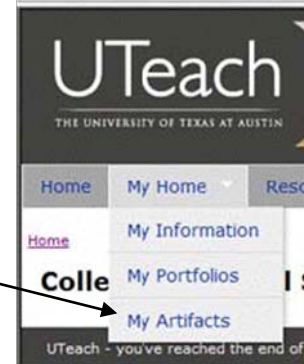 UTeach
THE UNIVERSITY OF TEXAS AT AUSTIN
Home My Home
Home
My Information
My Portfolios
My Artifacts
UTeach - you've reached the end of